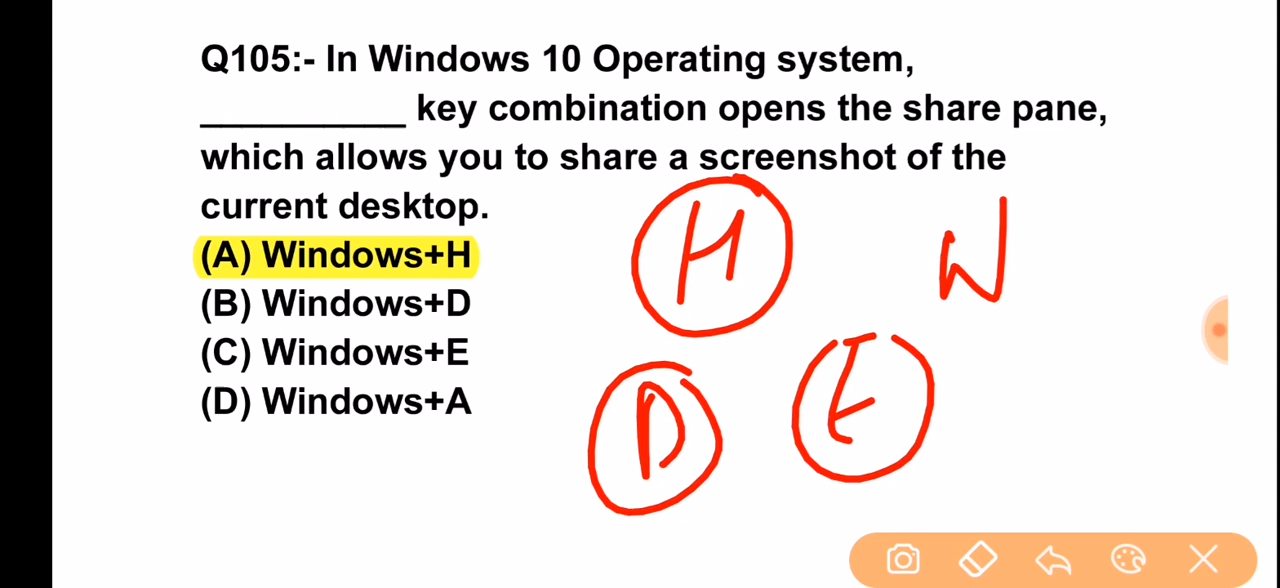 Q105:- In Windows 10 Operating system,
__________ key combination opens the share pane,
which allows you to share a screenshot of the
current desktop.
(A) Windows+H
(B) Windows+D
(C) Windows+E
(D) Windows+A
H
D
E